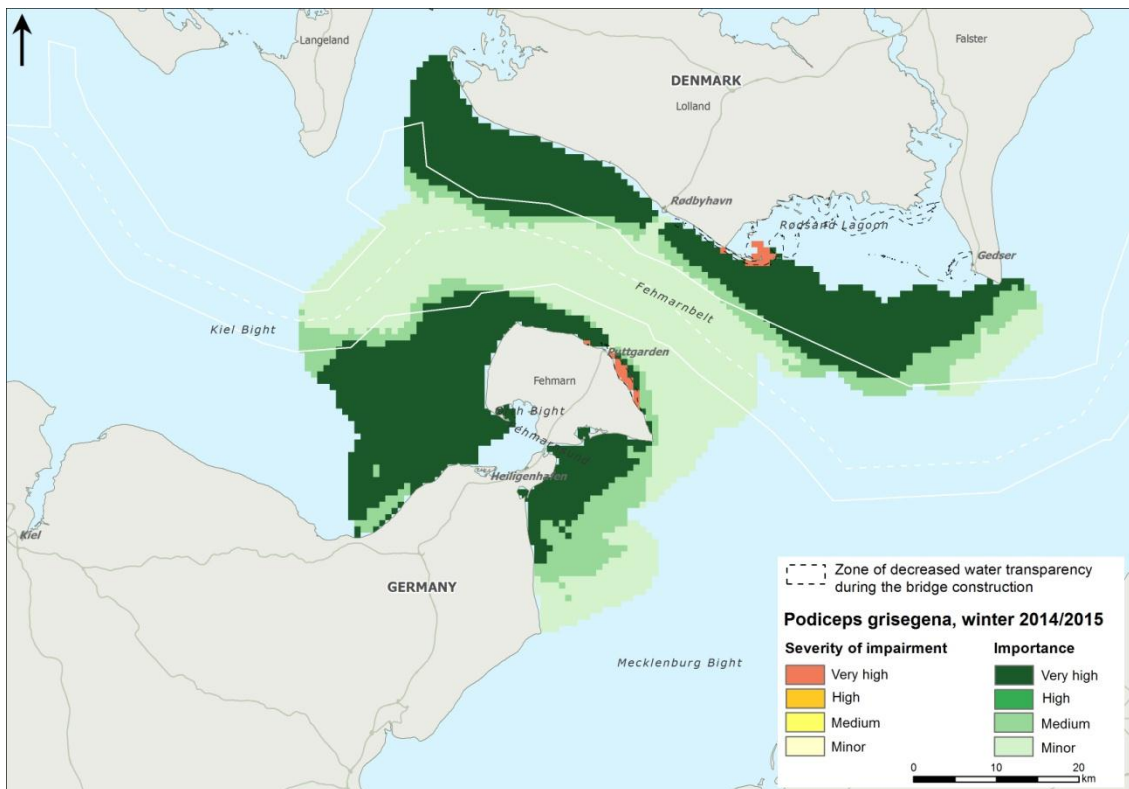 Langeland
Falster
DENMARK
Lolland
Rødbyhavn
Rødsand Lagoon
Gedser
Fehmarnbelt
Kiel Bight
Puttgarden
Fehmarn
Bight
Fehmarnsund
Heiligenhafen
Kiel
GERMANY
Mecklenburg Bight
Zone of decreased water transparency
during the bridge construction
Podiceps grisegena, winter 2014/2015
Severity of impairment Importance
Very high Very high
High High
Medium Medium
Minor Minor
0 10 20
km